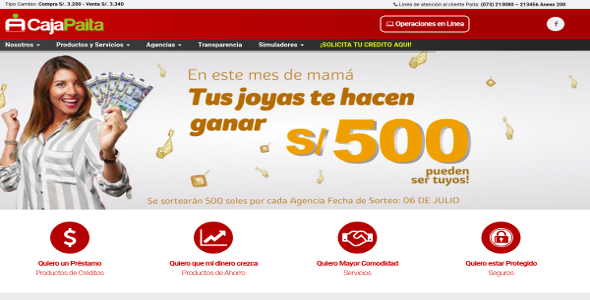 Tipo Cambio: Compra S/. 3.280 - Venta S/. 3.340
Linea de atención al cliente Paita: (073) 213080 – 213456 Anexo 200
CajaPaita
Operaciones en Línea
Nosotros
Productos y Servicios
Agencias
Transparencia
Simuladores
¡SOLICITA TU CREDITO AQUI!
En este mes de mamá
Tus joyas te hacen
ganar
S/500
pueden
ser tuyos!
Se sortearán 500 soles por cada Agencia Fecha de Sorteo: 06 DE JULIO
Quiero un Préstamo
Productos de Créditos
Quiero que mi dinero crezca
Productos de Ahorro
Quiero Mayor Comodidad
Servicios
Quiero estar Protegido
Seguros